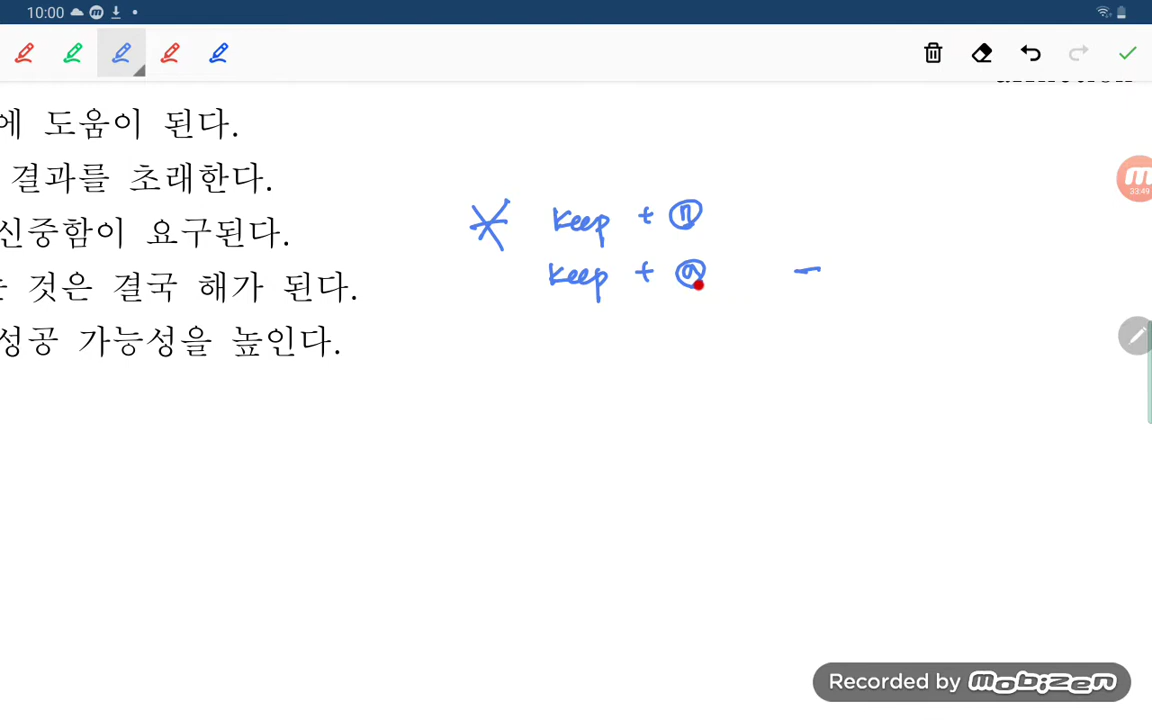 10:00
에 도움이 된다.
결과를 초래한다.
신중함이 요구된다.
것은 결국 해가 된다.
성공 가능성을 높인다.
keep + ⓝ
keep + ⓐ -
33:49
Recorded by mobizen